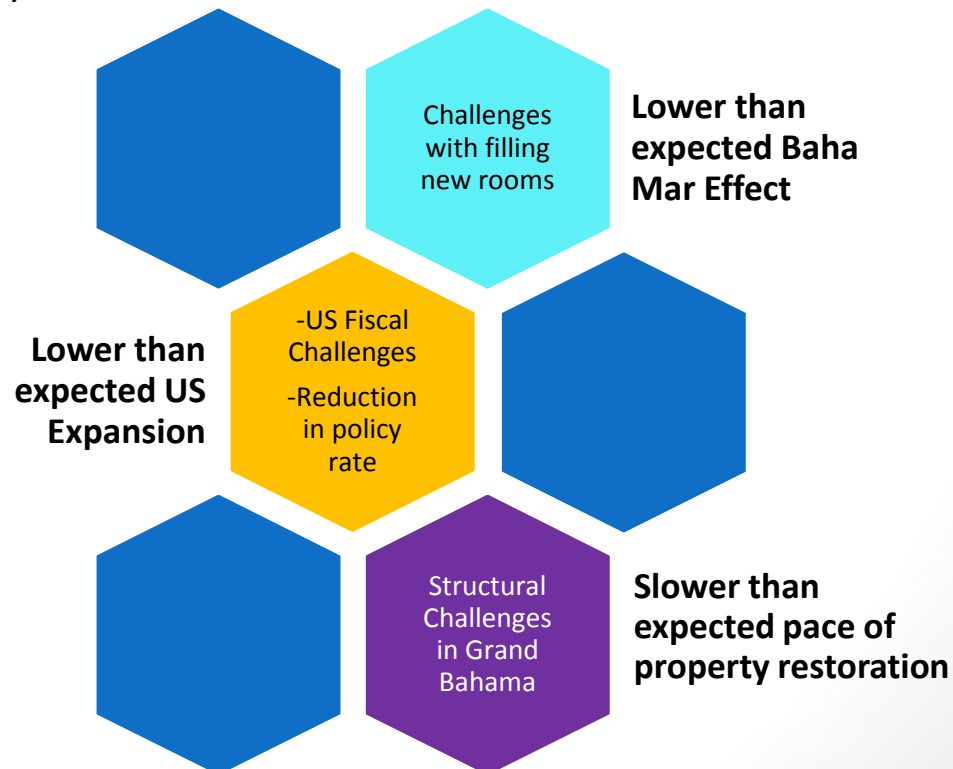 Challenges
with filling
new rooms
Lower than
expected Baha
Mar Effect
Lower than
expected US
Expansion
-US Fiscal
Challenges
-Reduction
in policy
rate
Structural
Challenges
in Grand
Bahama
Slower than
expected pace of
property restoration